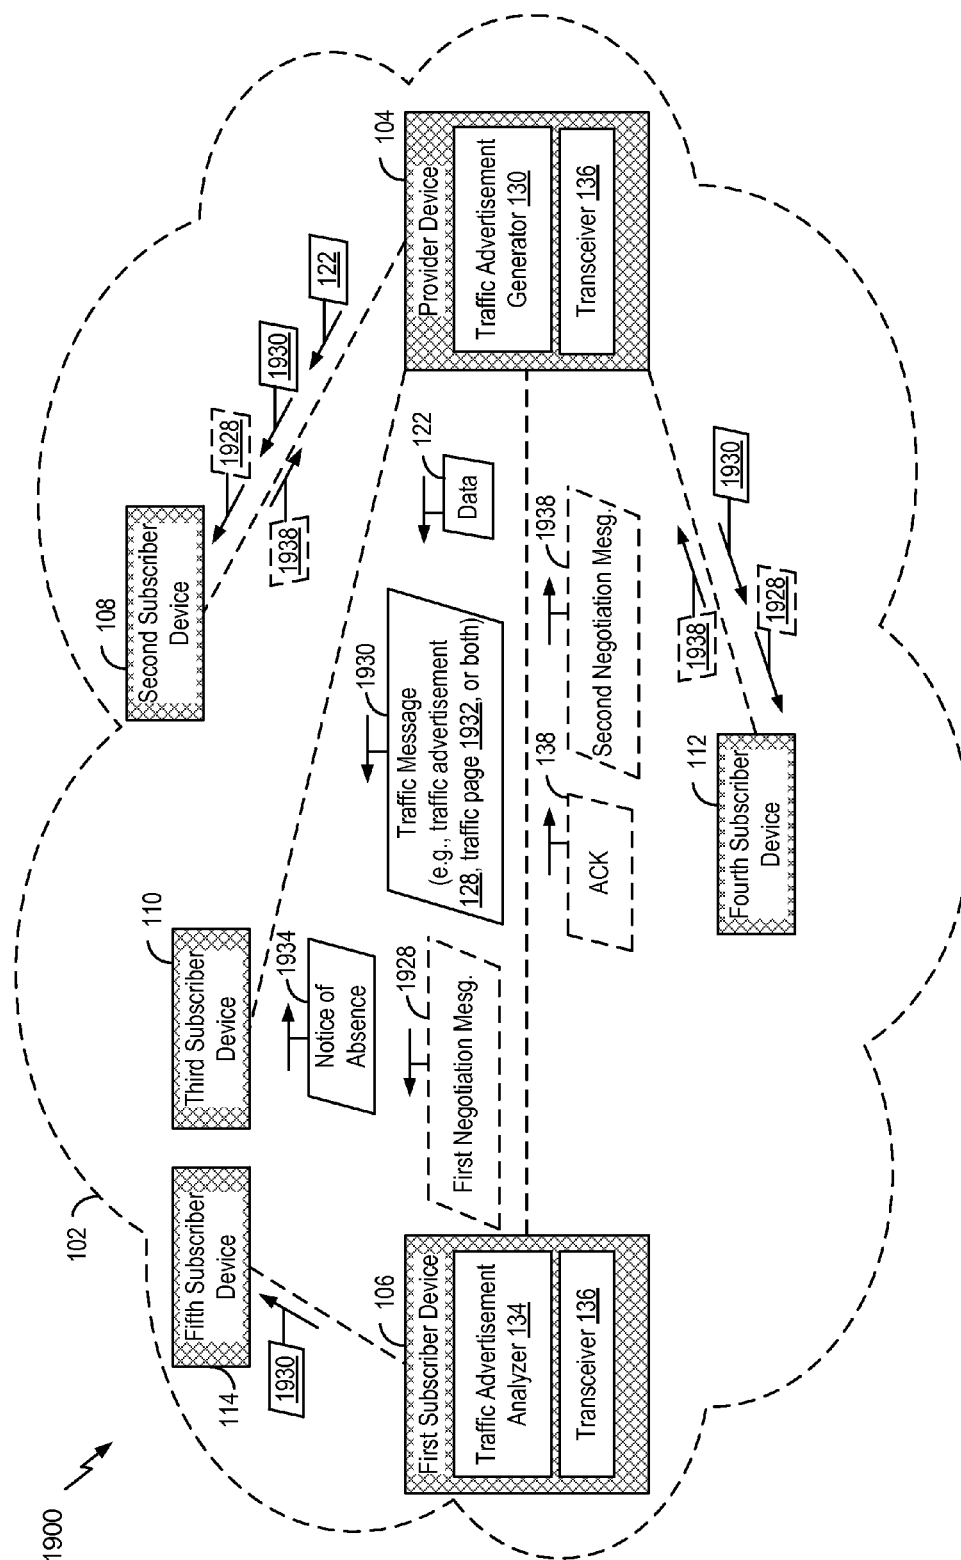 1900
102
114
Fifth Subscriber
Device
1930
110
Third Subscriber
Device
108
Second Subscriber
Device
1928
1930
122
1938
106
First Subscriber Device
Traffic Advertisement
Analyzer 134
Transceiver 136
1934
Notice of
Absence
1928
First Negotiation Mesg.
1930
Traffic Message
(e.g., traffic advertisement
128, traffic page 1932, or both)
122
Data
138
ACK
1938
Second Negotiation Mesg.
104
Provider Device
Traffic Advertisement
Generator 130
Transceiver 136
112
Fourth Subscriber
Device
1938
1928
1930